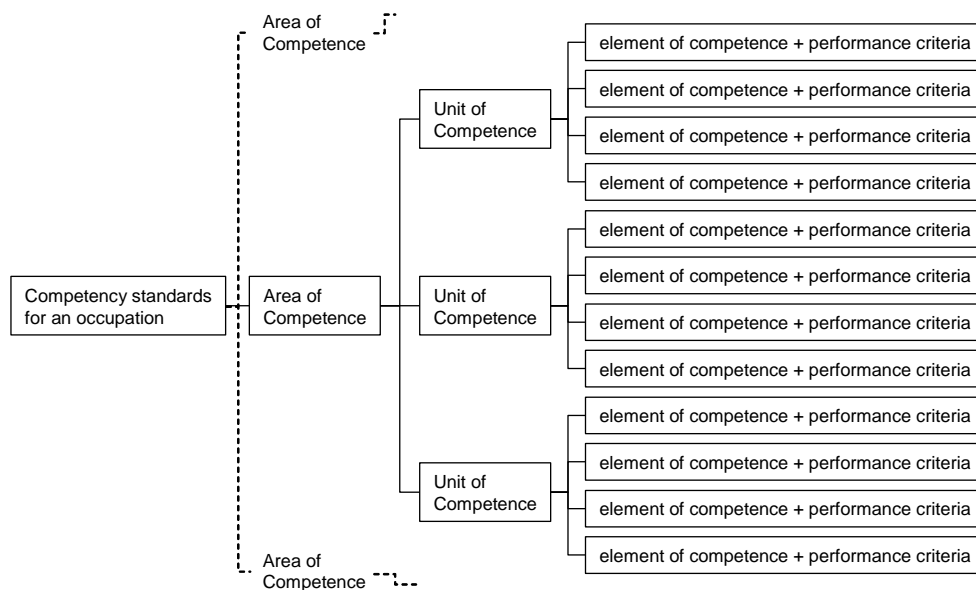 Area of
Competence
element of competence + performance criteria
element of competence + performance criteria
Unit of
Competence
element of competence + performance criteria
element of competence + performance criteria
element of competence + performance criteria
Competency standards
for an occupation
Area of
Competence
Unit of
Competence
element of competence + performance criteria
element of competence + performance criteria
element of competence + performance criteria
element of competence + performance criteria
Unit of
Competence
element of competence + performance criteria
element of competence + performance criteria
element of competence + performance criteria
Area of
Competence